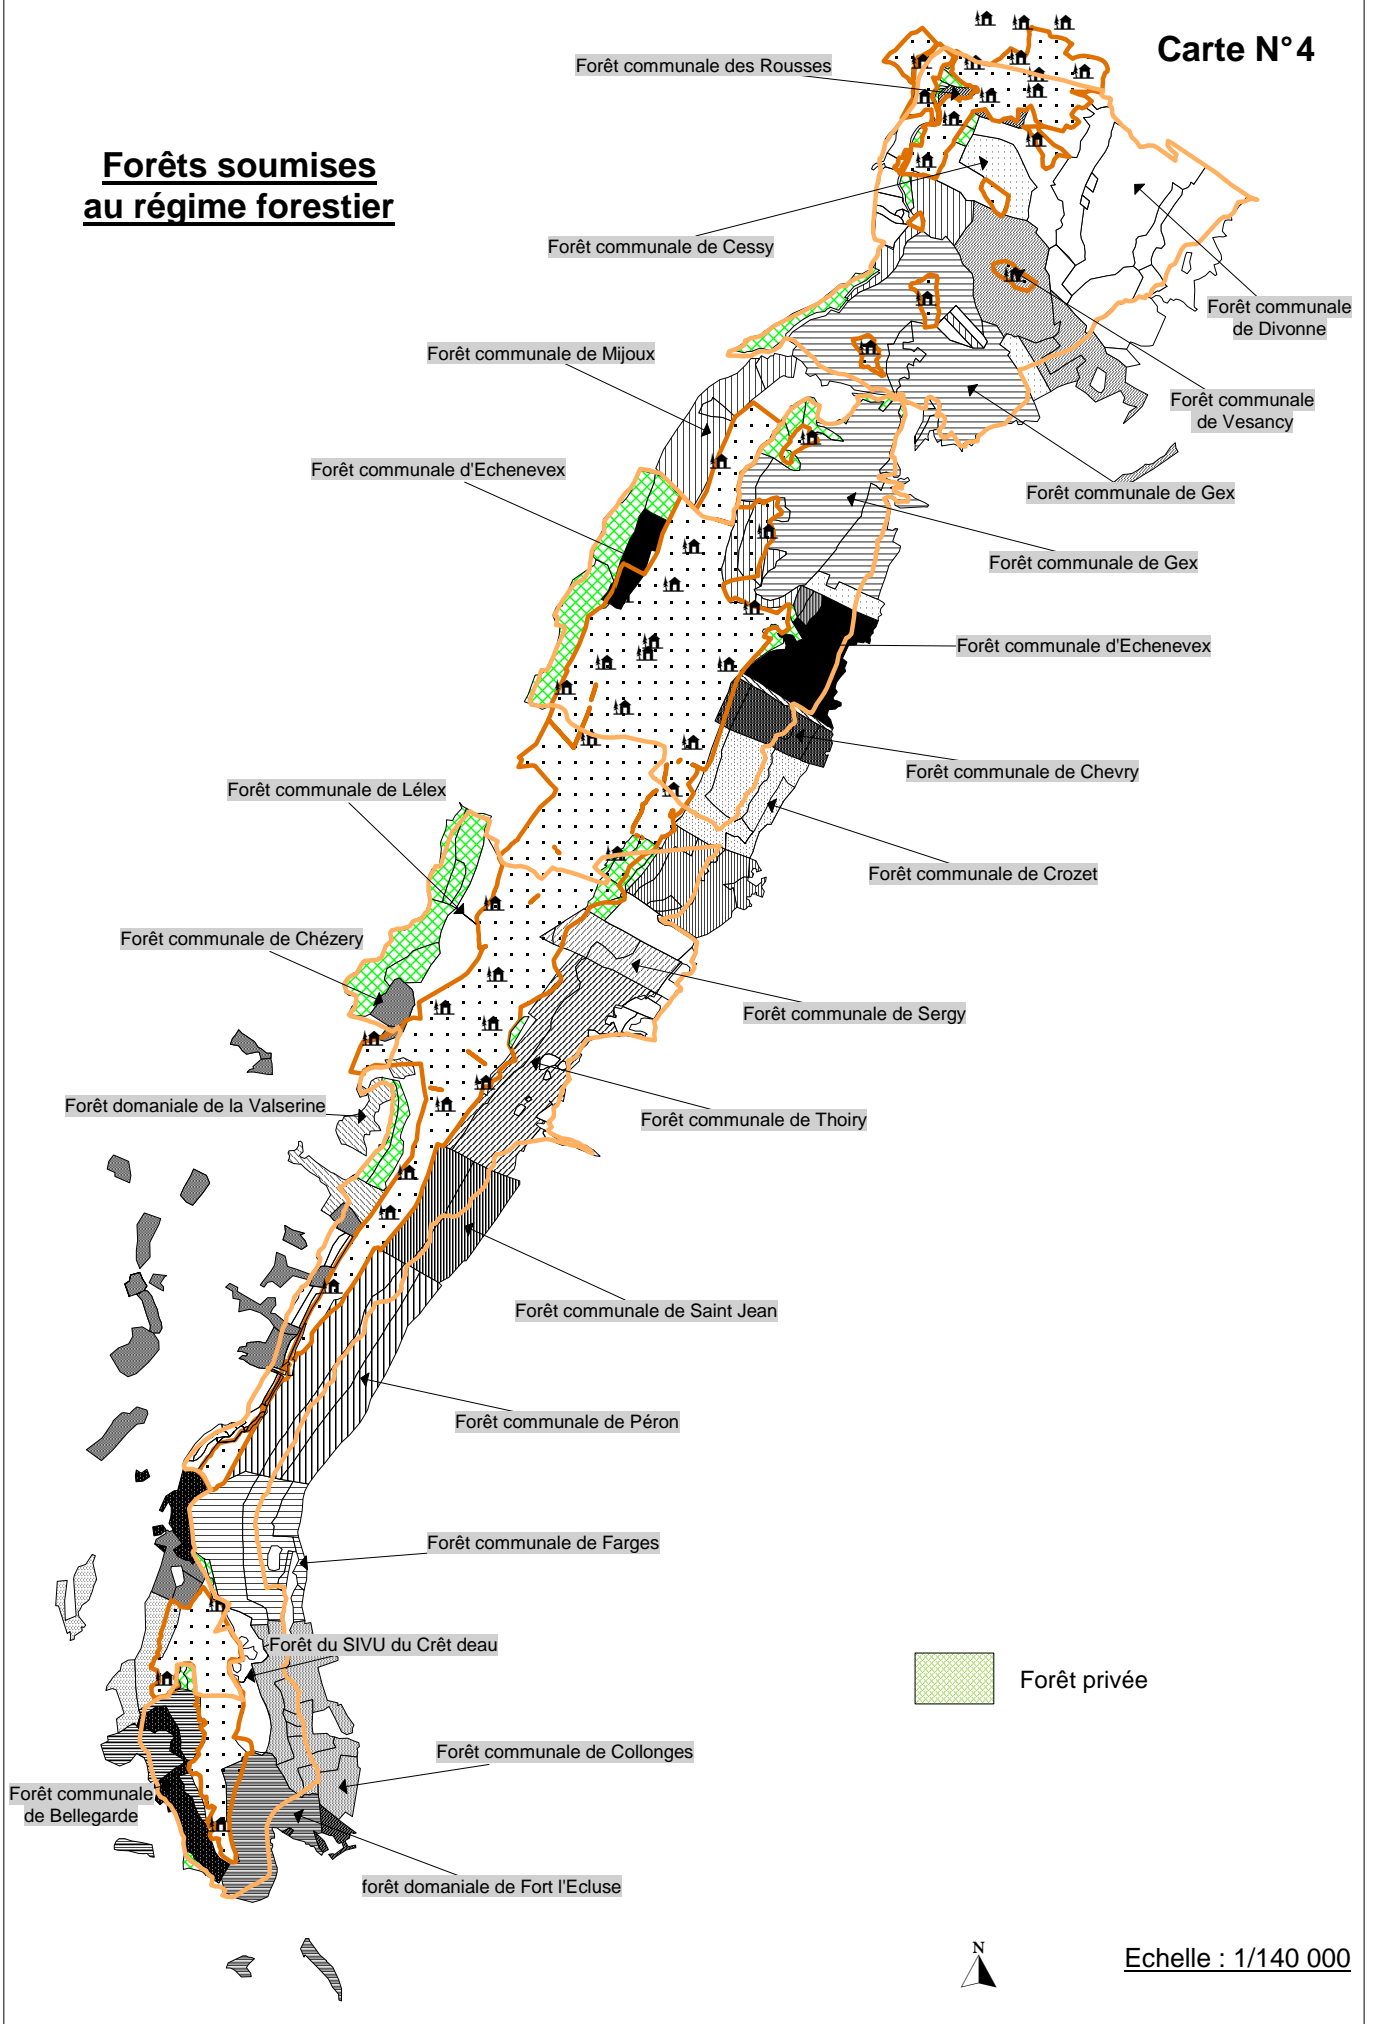 Carte N°4
Forêts soumises
au régime forestier
Forêt communale des Rousses
Forêt communale de Cessy
Forêt communale
de Divonne
Forêt communale de Mijoux
Forêt communale
de Vesancy
Forêt communale d'Echenevex
Forêt communale de Gex
Forêt communale de Gex
Forêt communale d'Echenevex
Forêt communale de Chevry
Forêt communale de Lélex
Forêt communale de Crozet
Forêt communale de Chézery
Forêt communale de Sergy
Forêt domaniale de la Valserine
Forêt communale de Thoiry
Forêt communale de Saint Jean
Forêt communale de Péron
Forêt communale de Farges
Forêt du SIVU du Crêt deau
Forêt privée
Forêt communale de Collonges
Forêt communale
de Bellegarde
forêt domaniale de Fort l'Ecluse
N
Echelle : 1/140 000